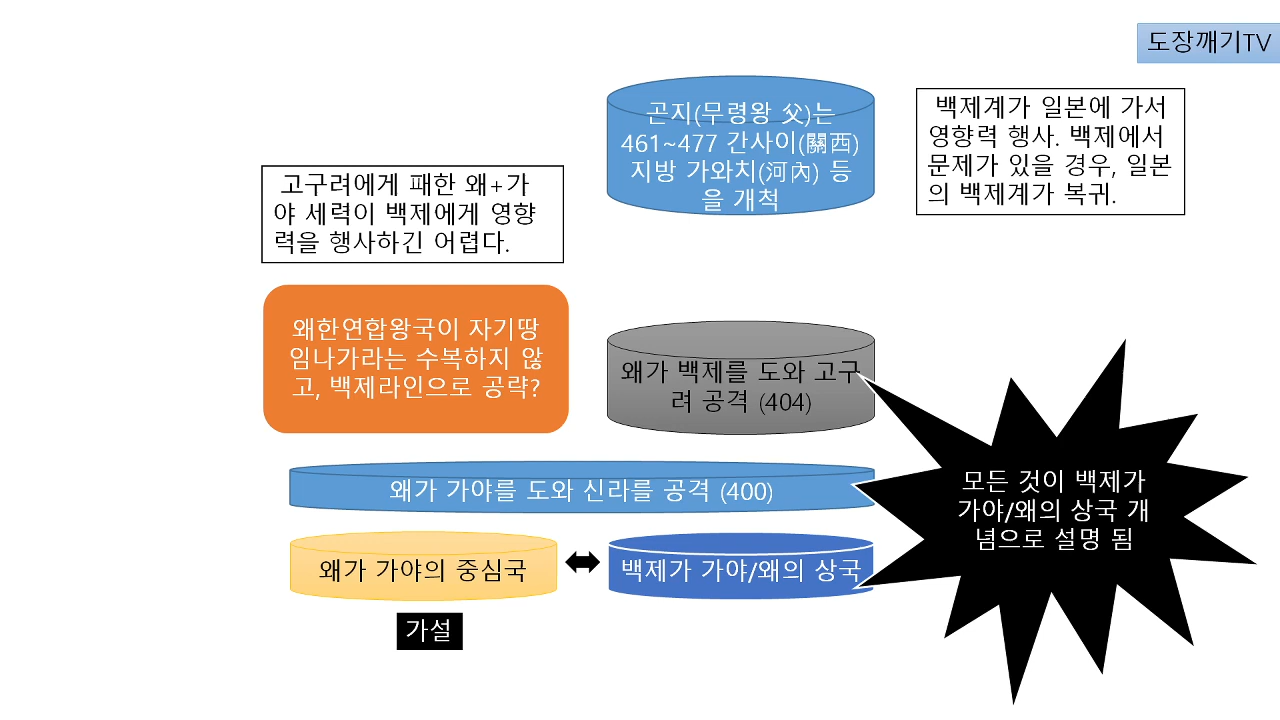 도장깨기TV
곤지(무령왕 父)는
461~477 간사이(關西)
지방 가와치(河內) 등
을 개척
백제계가 일본에 가서
영향력 행사. 백제에서
문제가 있을 경우, 일본
의 백제계가 복귀.
고구려에게 패한 왜+가
야 세력이 백제에게 영향
력을 행사하긴 어렵다.
왜한연합왕국이 자기땅
임나가라는 수복하지 않
고, 백제라인으로 공략?
왜가 백제를 도와 고구
려 공격 (404)
왜가 가야를 도와 신라를 공격 (400)
모든 것이 백제가
가야/왜의 상국 개
념으로 설명 됨
왜가 가야의 중심국
백제가 가야/왜의 상국
가설